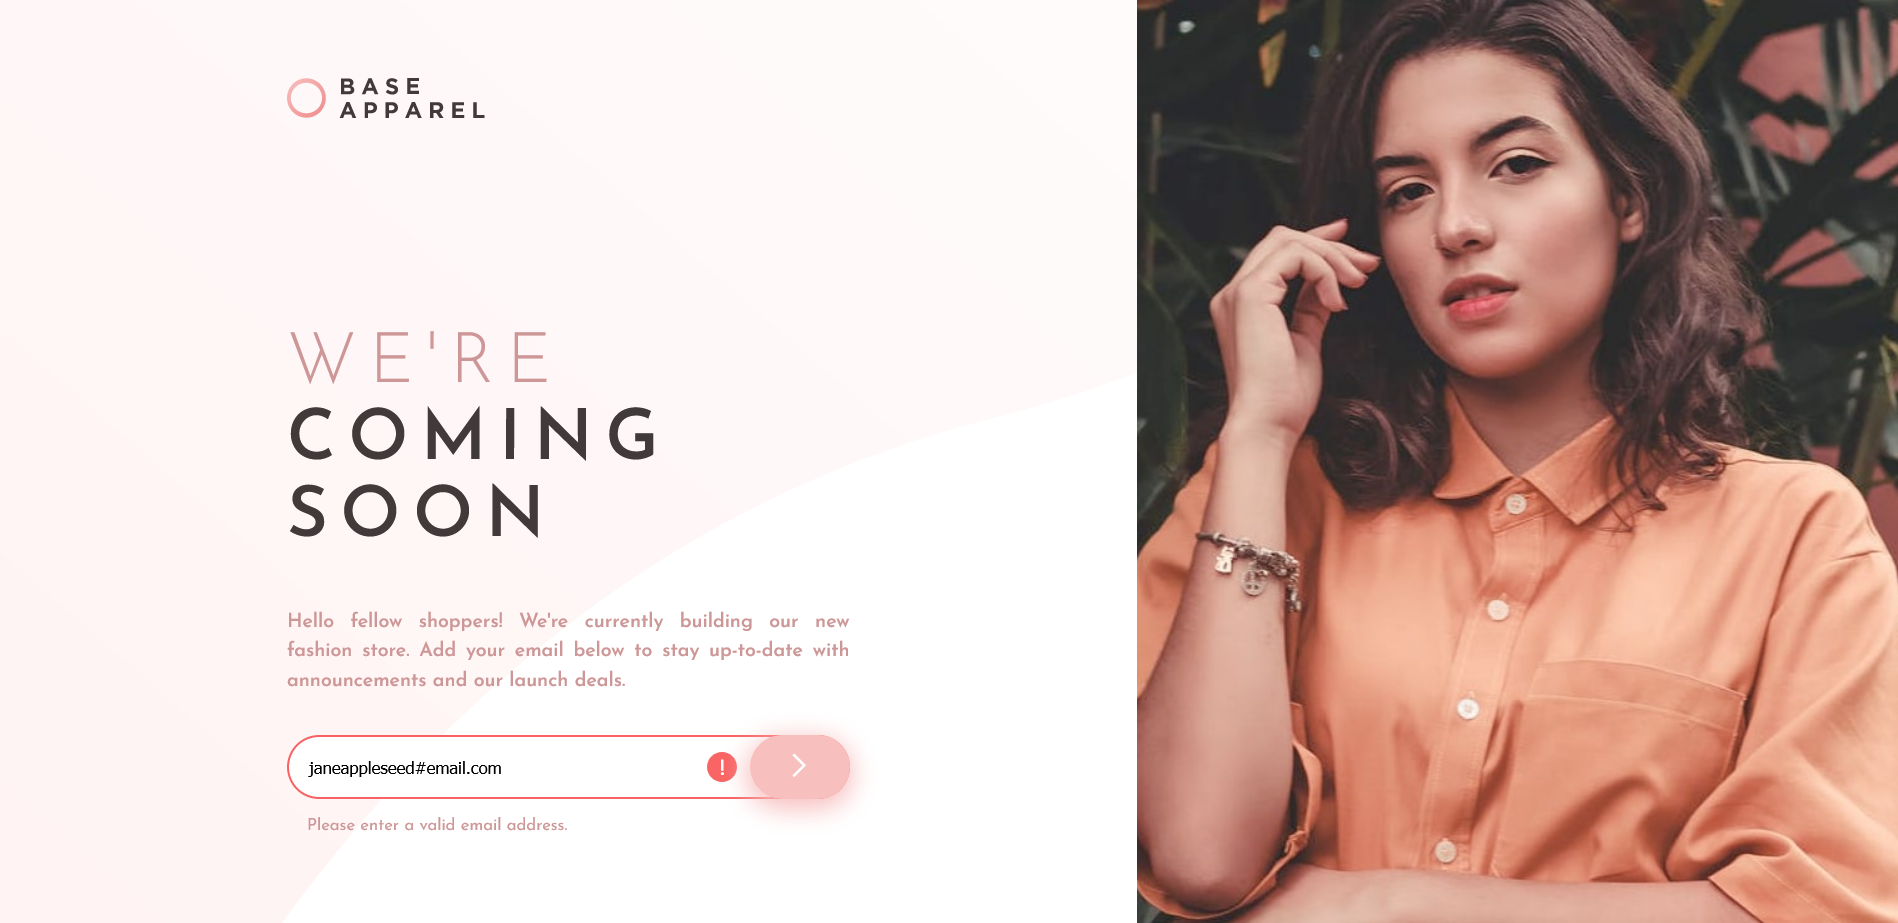 BASE
APPAREL
WE'RE
COMING
SOON
Hello fellow shoppers! We're currently building our new
fashion store. Add your email below to stay up-to-date with
announcements and our launch deals.
janeappleseed#email.com
!
Please enter a valid email address.